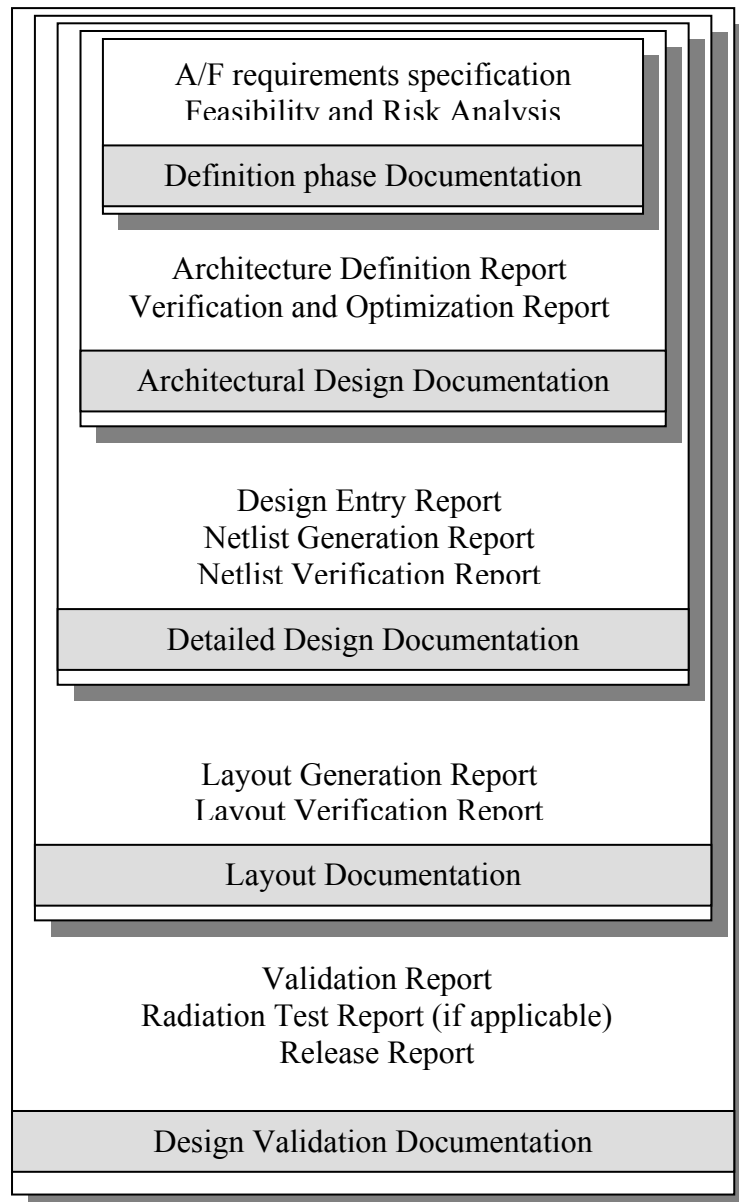 A/F requirements specification
Feasibility and Risk Analysis
Definition phase Documentation
Architecture Definition Report
Verification and Optimization Report
Architectural Design Documentation
Design Entry Report
Netlist Generation Report
Netlist Verification Report
Detailed Design Documentation
Layout Generation Report
Layout Verification Report
Layout Documentation
Validation Report
Radiation Test Report (if applicable)
Release Report
Design Validation Documentation